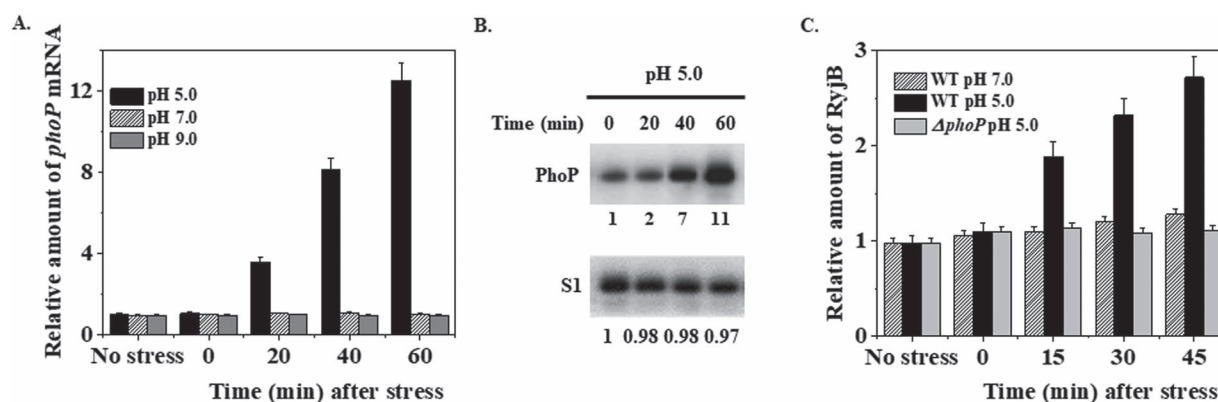 A.
Relative amount of phoP mRNA
12
8
4
0
pH 5.0
pH 7.0
pH 9.0
No stress 0 20 40 60
Time (min) after stress
B.
pH 5.0
Time (min) 0 20 40 60
PhoP
1 2 7 11
S1
1 0.98 0.98 0.97
C.
Relative amount of RyjB
3
2
1
0
WT pH 7.0
WT pH 5.0
ΔphoP pH 5.0
No stress 0 15 30 45
Time (min) after stress